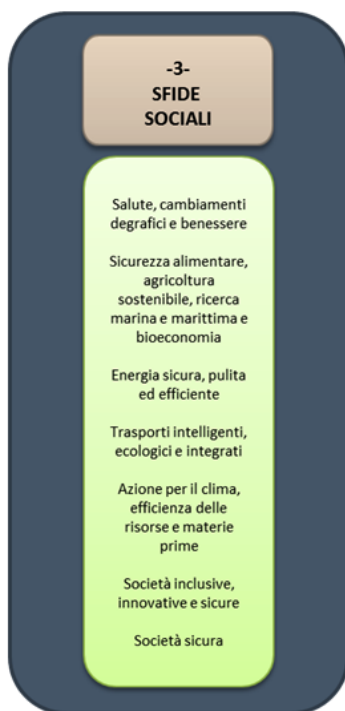 -3-
SFIDE
SOCIALI
Salute, cambiamenti
degrafici e benessere
Sicurezza alimentare,
agricoltura
sostenibile, ricerca
marina e marittima e
bioeconomia
Energia sicura, pulita
ed efficiente
Trasporti intelligenti,
ecologici e integrati
Azione per il clima,
efficienza delle
risorse e materie
prime
Società inclusive,
innovative e sicure
Società sicura